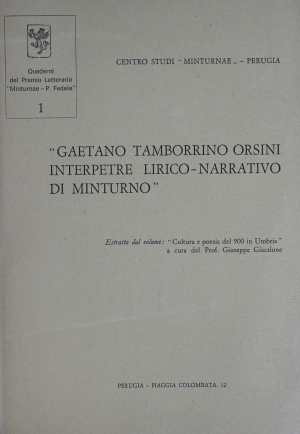 Quaderni
del Premio Letterario
"Minturnae - P. Fedele"
1
CENTRO STUDI "MINTURNAE„ - PERUGIA
"GAETANO TAMBORRINO ORSINI
INTERPETRE LIRICO-NARRATIVO
DI MINTURNO"
Estratto dal volume: "Cultura e poesia del 900 in Umbria"
a cura del Prof. Giuseppe Giacalone
PERUGIA - PIAGGIA COLOMBATA, 12